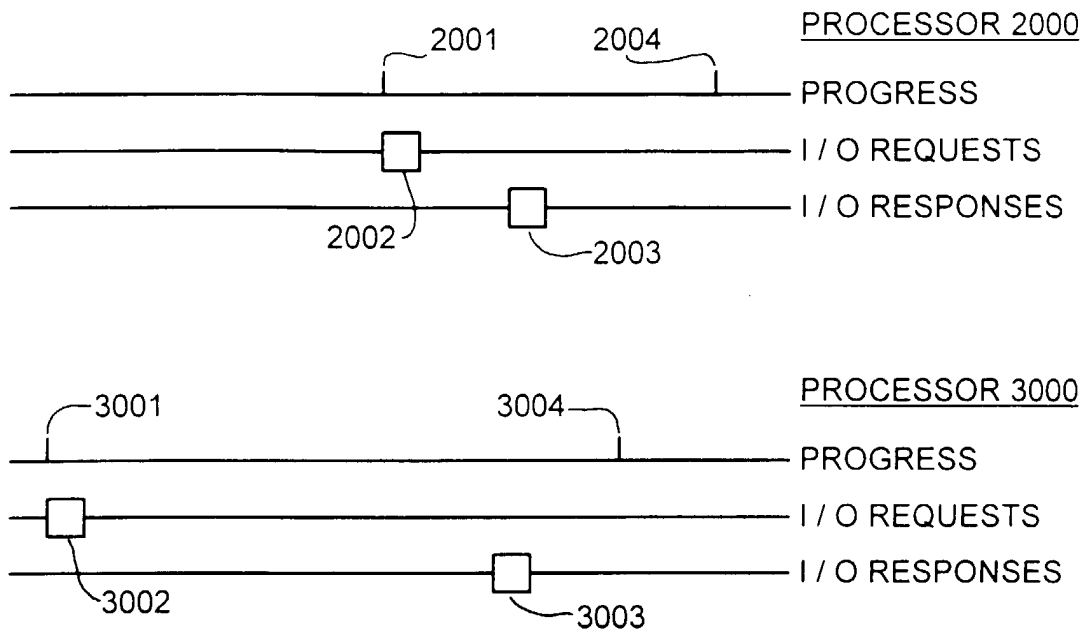 PROCESSOR 2000
2001
2004
PROGRESS
I / O REQUESTS
I / O RESPONSES
2002
2003
PROCESSOR 3000
3001
3004
PROGRESS
I / O REQUESTS
I / O RESPONSES
3002
3003